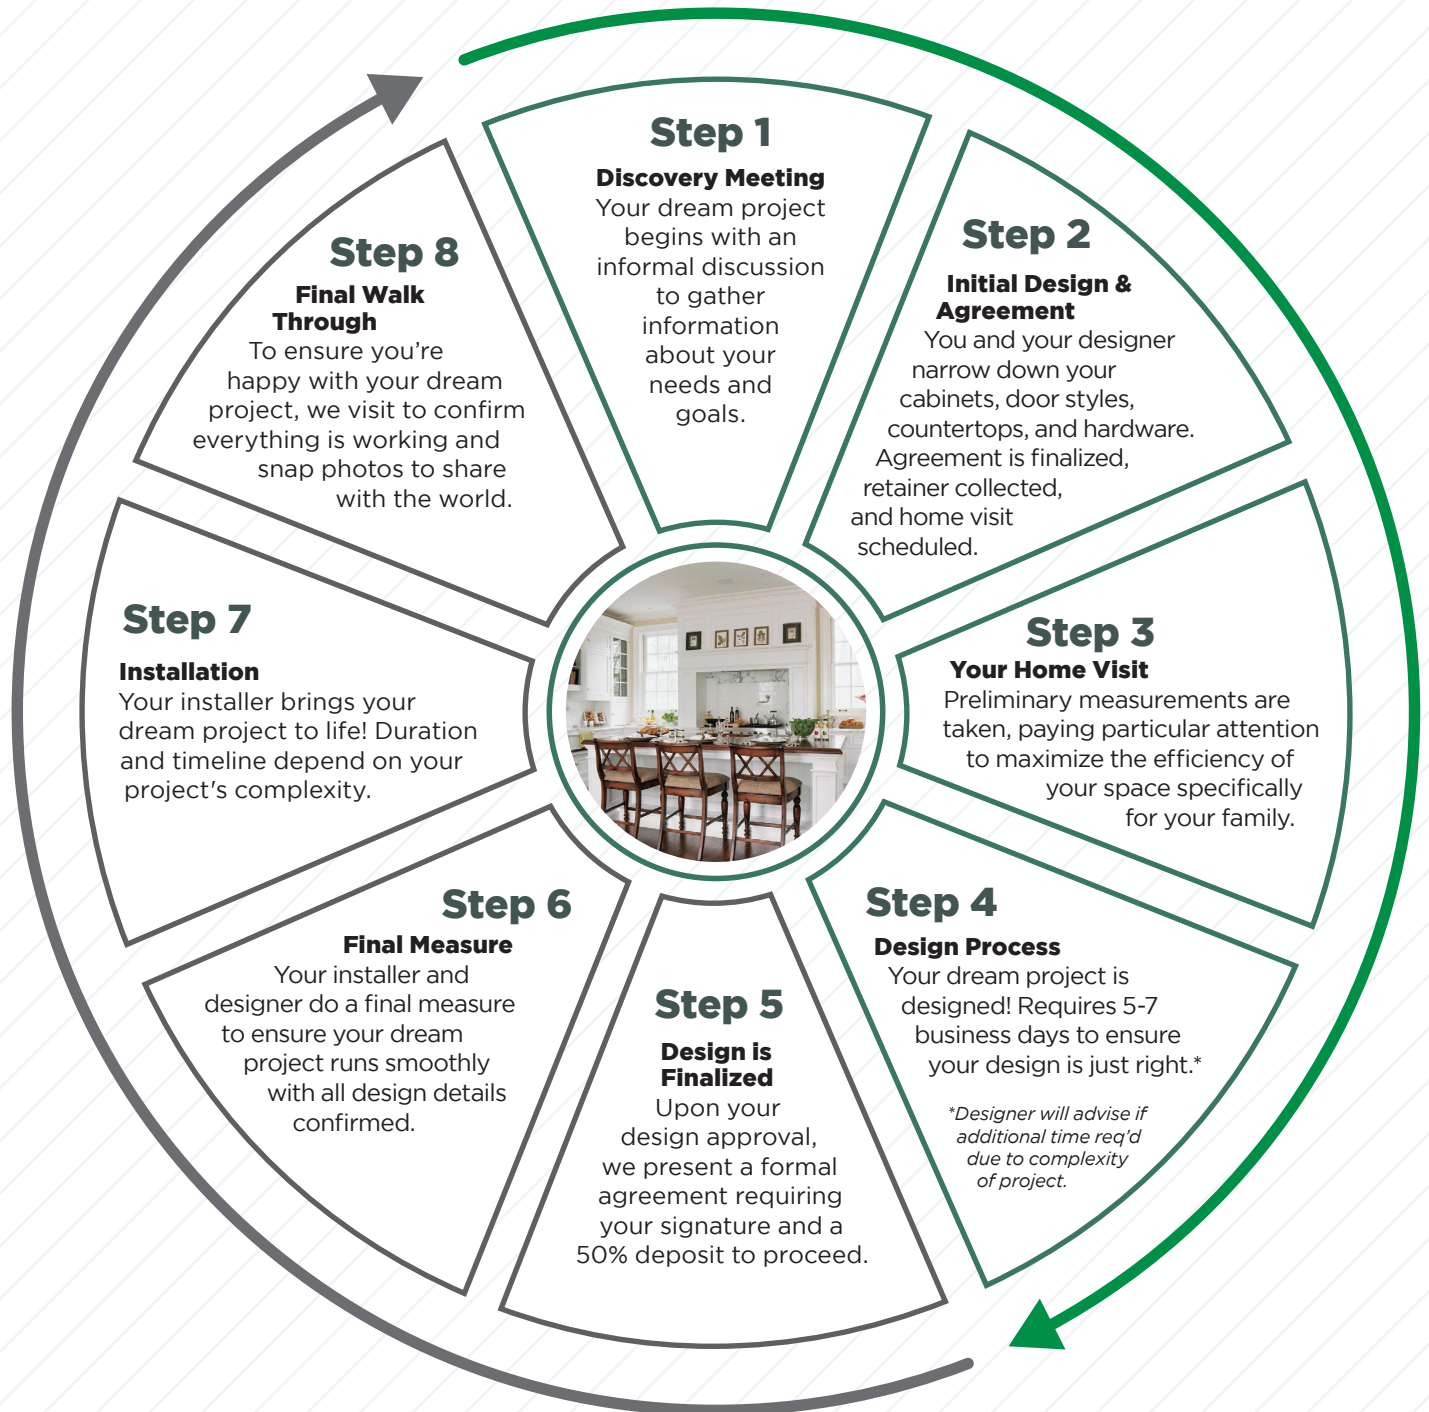 Step 1
Discovery Meeting
Your dream project
begins with an
informal discussion
to gather
information
about your
needs and
goals.
Step 2
Initial Design &
Agreement
You and your designer
narrow down your
cabinets, door styles,
countertops, and hardware.
Agreement is finalized,
retainer collected,
and home visit
scheduled.
Step 3
Your Home Visit
Preliminary measurements are
taken, paying particular attention
to maximize the efficiency of
your space specifically
for your family.
Step 4
Design Process
Your dream project is
designed! Requires 5-7
business days to ensure
your design is just right.*
*Designer will advise if
additional time req’d
due to complexity
of project.
Step 5
Design is
Finalized
Upon your
design approval,
we present a formal
agreement requiring
your signature and a
50% deposit to proceed.
Step 6
Final Measure
Your installer and
designer do a final measure
to ensure your dream
project runs smoothly
with all design details
confirmed.
Step 7
Installation
Your installer brings your
dream project to life! Duration
and timeline depend on your
project's complexity.
Step 8
Final Walk
Through
To ensure you’re
happy with your dream
project, we visit to confirm
everything is working and
snap photos to share
with the world.